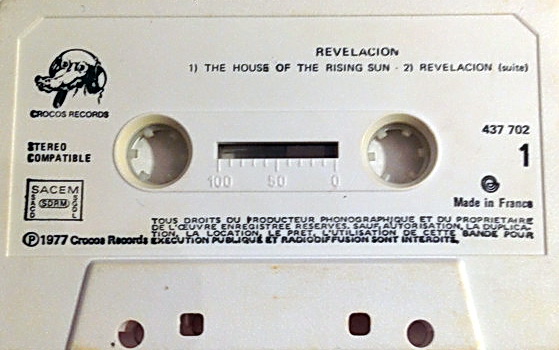 REVELACION
1) THE HOUSE OF THE RISING SUN - 2) REVELACION (suite)
CROCOS RECORDS
437 702
STEREO
COMPATIBLE
1
100 50 0
SACEM
SACD SDRM SGDL
Made in France
TOUS DROITS DU PRODUCTEUR PHONOGRAPHIQUE ET DU PROPRIETAIRE
DE L'ŒUVRE ENREGISTREE RESERVES. SAUF AUTORISATION, LA DUPLICA-
TION, LA LOCATION, LE PRET, L'UTILISATION DE CETTE BANDE POUR
Ⓟ 1977 Crocos Records EXECUTION PUBLIQUE ET RADIODIFFUSION SONT INTERDITS.